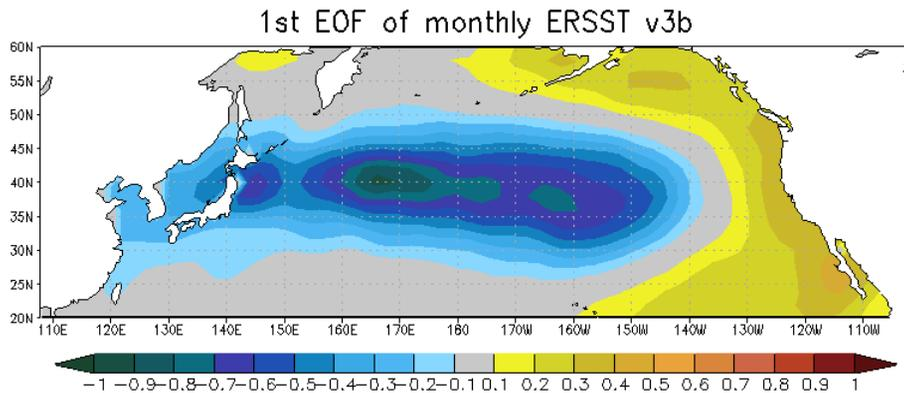 1st EOF of monthly ERSST v3b
60N
55N
50N
45N
40N
35N
30N
25N
20N
110E 120E 130E 140E 150E 160E 170E 180 170W 160W 150W 140W 130W 120W 110W
-1 -0.9 -0.8 -0.7 -0.6 -0.5 -0.4 -0.3 -0.2 -0.1 0.1 0.2 0.3 0.4 0.5 0.6 0.7 0.8 0.9 1